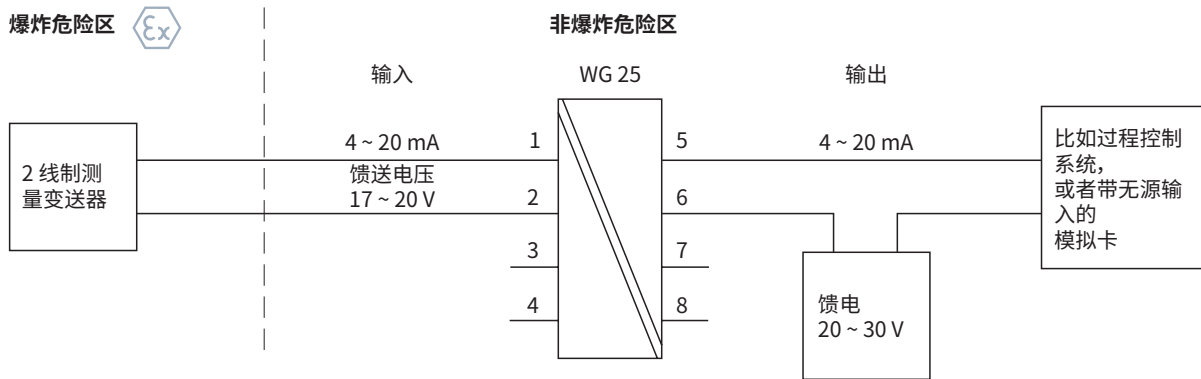 爆炸危险区
Ex
非爆炸危险区
输入
WG 25
输出
2 线制测
量变送器
4 ~ 20 mA
馈送电压
17 ~ 20 V
1
2
3
4
5
6
7
8
4 ~ 20 mA
馈电
20 ~ 30 V
比如过程控制
系统，
或者带无源输
入的
模拟卡